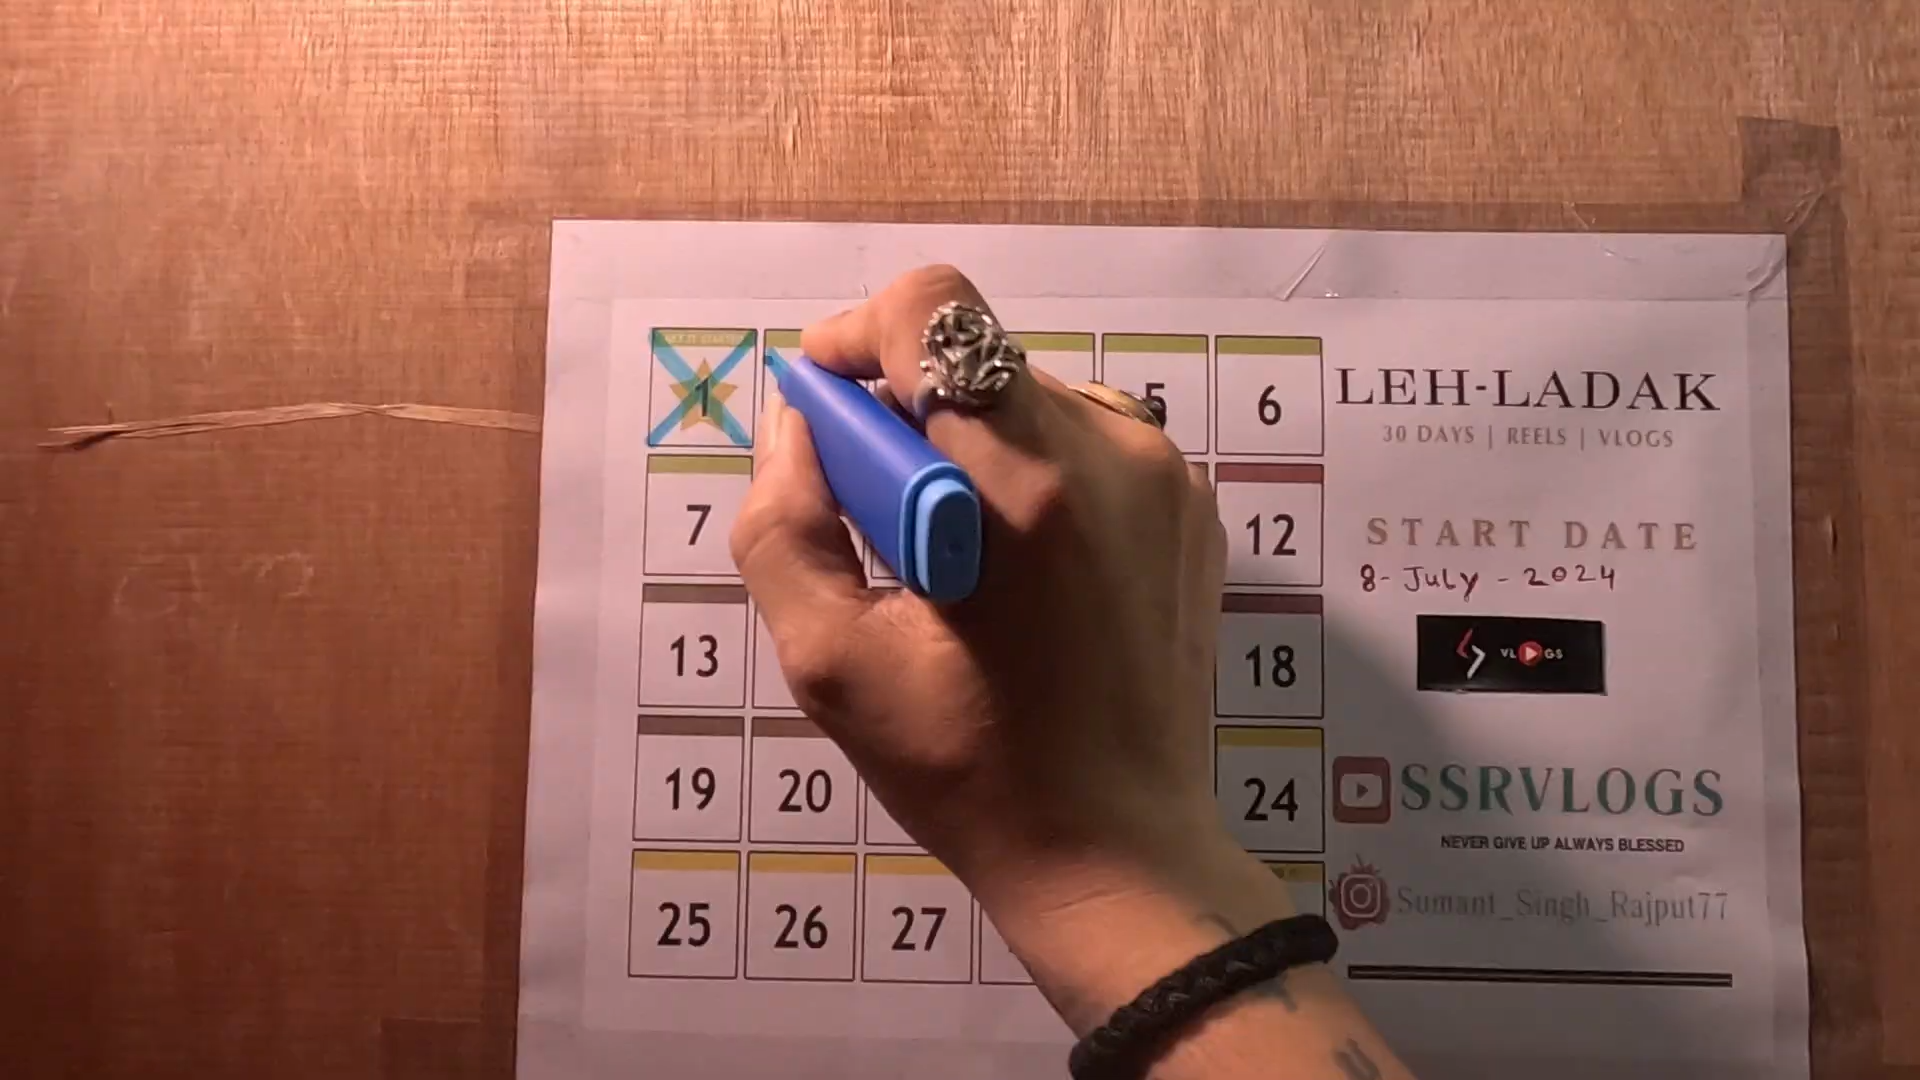 1
5
6
7
12
13
18
19
20
24
25
26
27
LEH-LADAK
30 DAYS | REELS | VLOGS
START DATE
8-July-2024
VLOGS
SSRVLOGS
NEVER GIVE UP ALWAYS BLESSED
Sumant_Singh_Rajput77